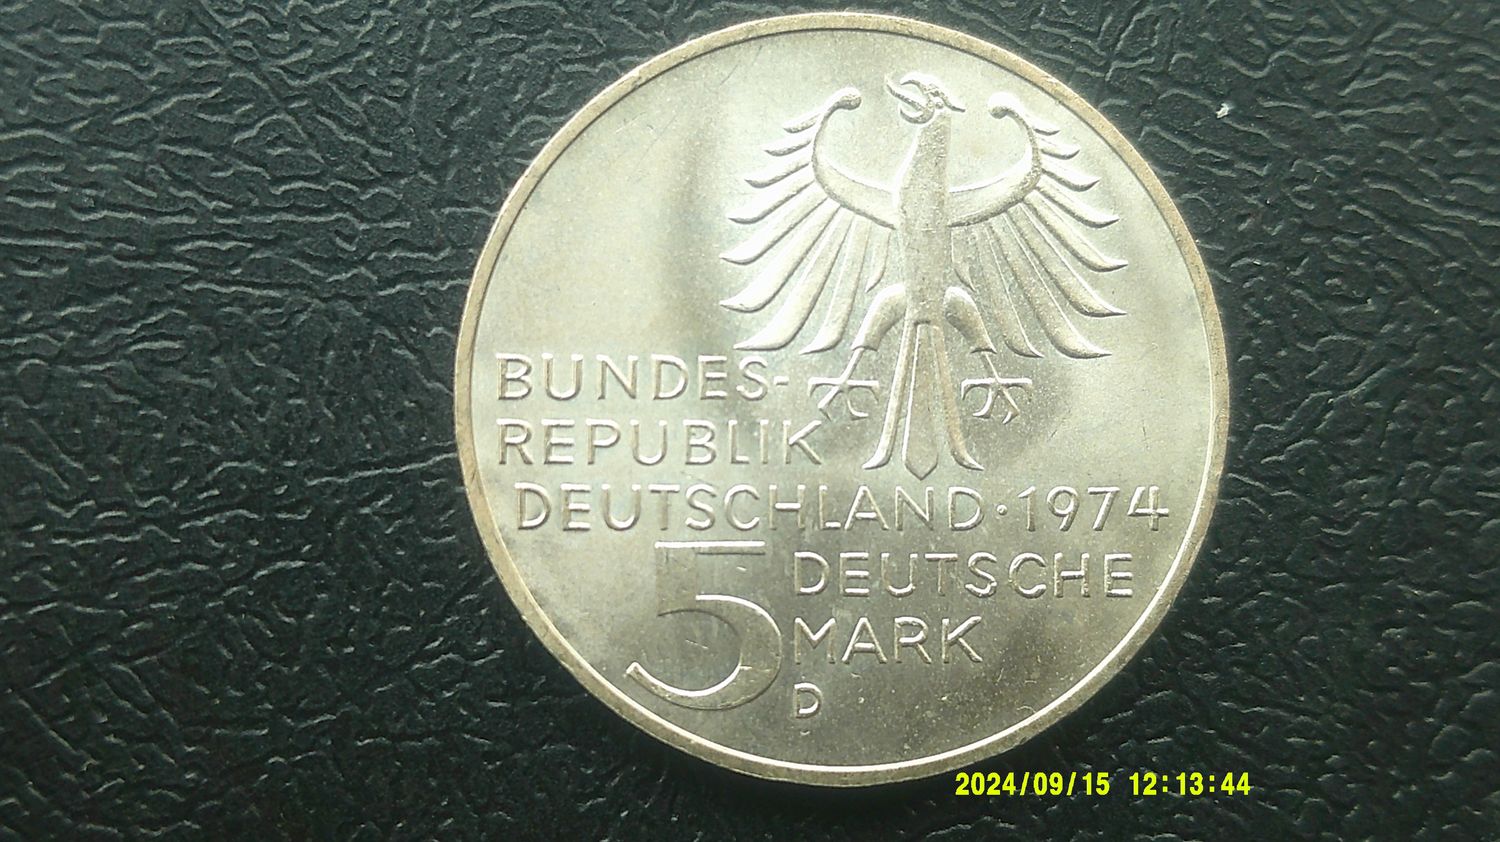 BUNDES-
REPUBLIK
DEUTSCHLAND·1974
5 DEUTSCHE
MARK
D
2024/09/15 12:13:44